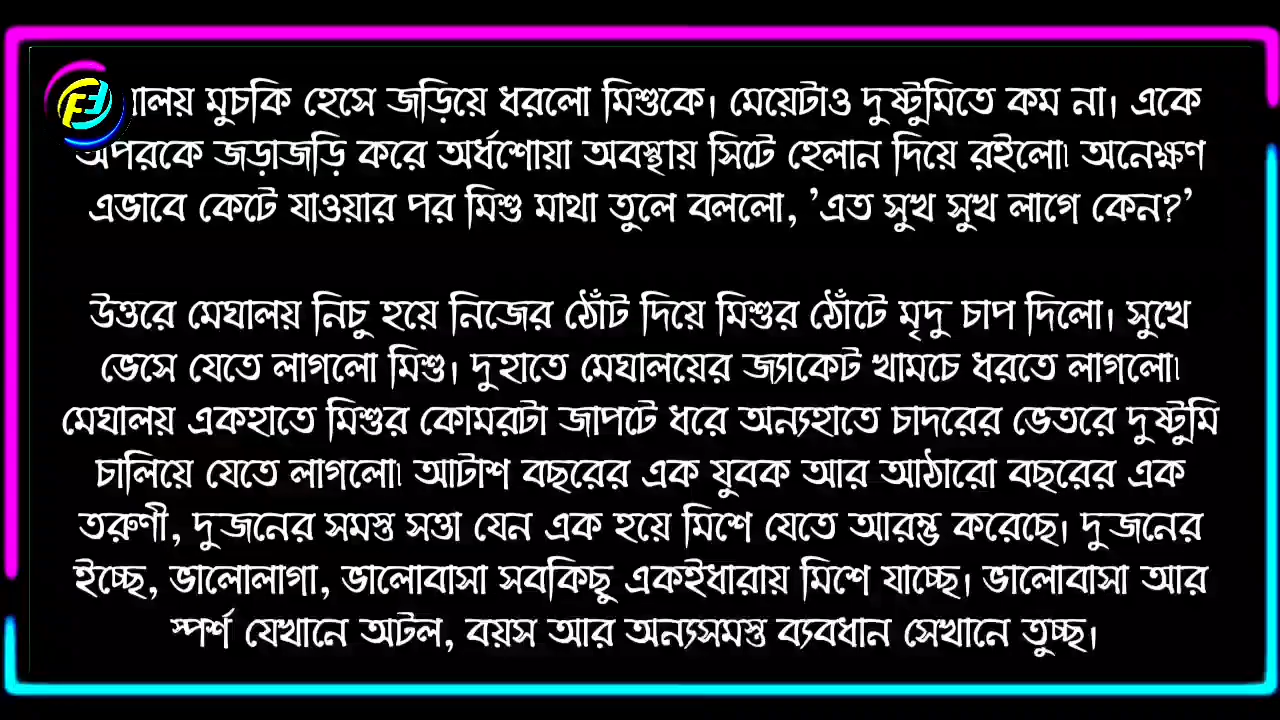 মুচকি হেসে জড়িয়ে ধরলো মিশুকে। মেয়েটাও দুষ্টুমিতে কম না। একে
অপরকে জড়াজড়ি করে অর্ধশোয়া অবস্থায় সিটে হেলান দিয়ে রইলো৷ অনেক্ষণ
এভাবে কেটে যাওয়ার পর মিশু মাথা তুলে বললো, 'এত সুখ সুখ লাগে কেন?'
উত্তরে মেঘালয় নিচু হয়ে নিজের ঠোঁট দিয়ে মিশুর ঠোঁটে মৃদু চাপ দিলো। সুখে
ভেসে যেতে লাগলো মিশু। দুহাতে মেঘালয়ের জ্যাকেট খামচে ধরতে লাগলো৷
মেঘালয় একহাতে মিশুর কোমরটা জাপটে ধরে অন্যহাতে চাদরের ভেতরে দুষ্টুমি
চালিয়ে যেতে লাগলো৷ আটাশ বছরের এক যুবক আর আঠারো বছরের এক
তরুণী, দুজনের সমস্ত সত্তা যেন এক হয়ে মিশে যেতে আরম্ভ করেছে। দুজনের
ইচ্ছে, ভালোলাগা, ভালোবাসা সবকিছু একইধারায় মিশে যাচ্ছে। ভালোবাসা আর
স্পর্শ যেখানে অটল, বয়স আর অন্যসমস্ত ব্যবধান সেখানে তুচ্ছ।